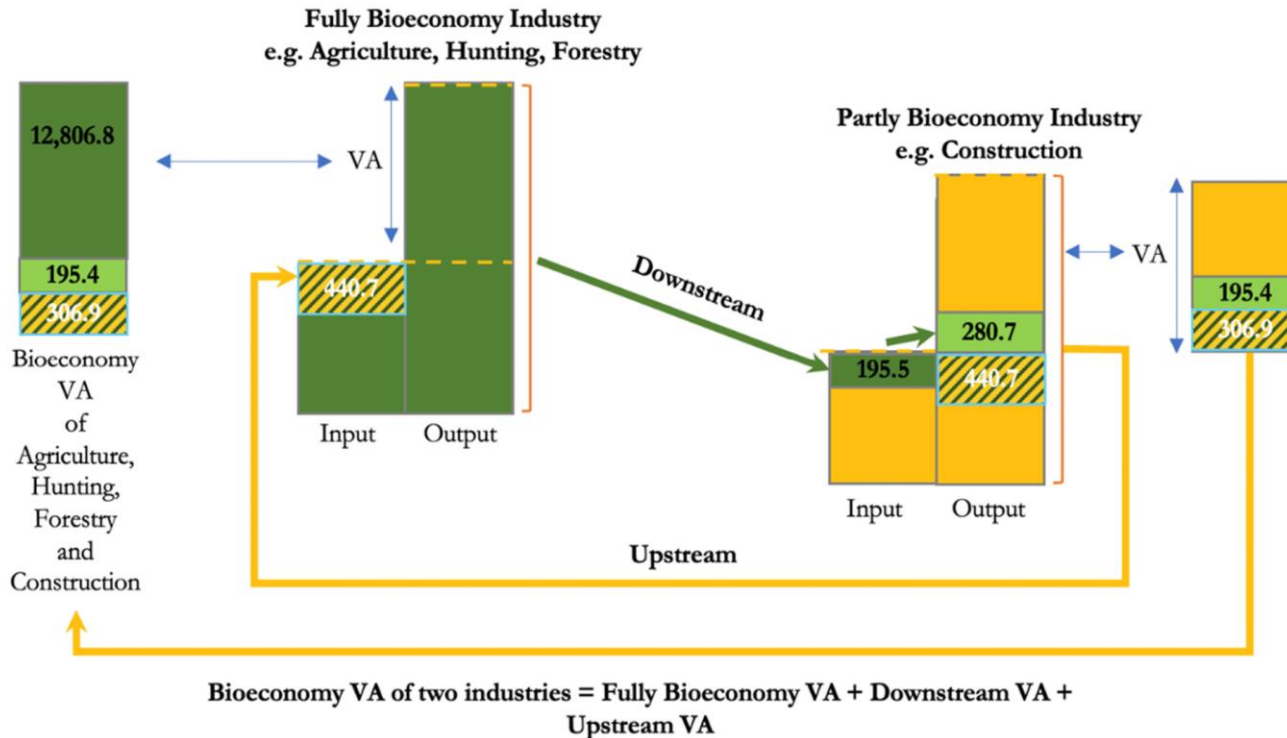 Fully Bioeconomy Industry
e.g. Agriculture, Hunting, Forestry
12,806.8
195.4
306.9
Bioeconomy
VA
of
Agriculture,
Hunting,
Forestry
and
Construction
VA
440.7
Input
Output
Downstream
Partly Bioeconomy Industry
e.g. Construction
280.7
195.5
440.7
Input
Output
VA
195.4
306.9
Upstream
Bioeconomy VA of two industries = Fully Bioeconomy VA + Downstream VA +
Upstream VA